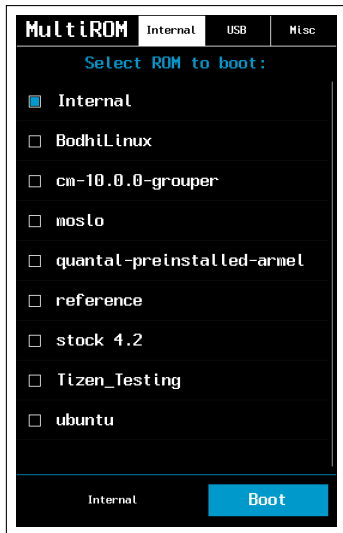 MultiROM Internal USB Misc
Select ROM to boot:
Internal
BodhiLinux
cm-10.0.0-grouper
moslo
quantal-preinstalled-armel
reference
stock 4.2
Tizen_Testing
ubuntu
Internal Boot